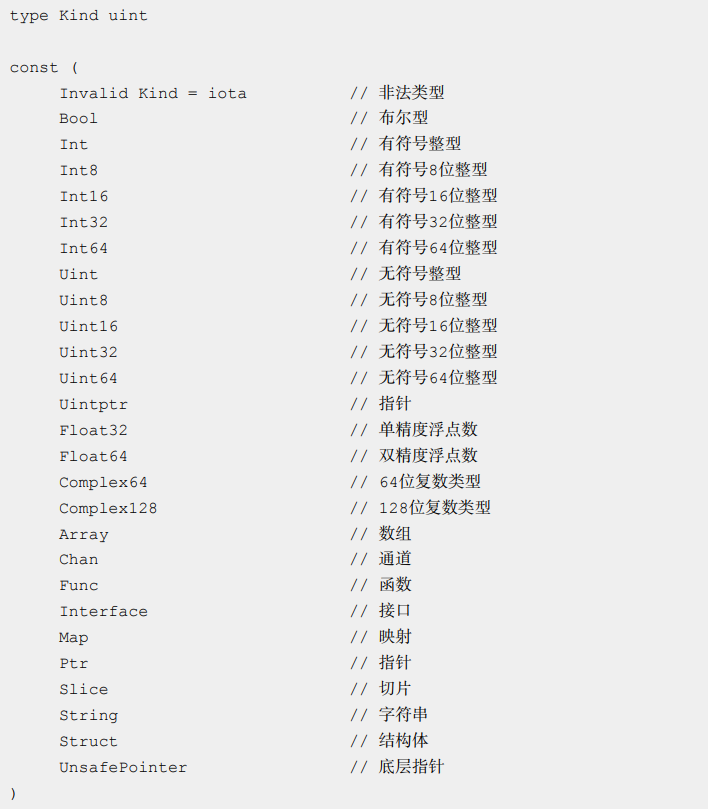 type Kind uint
const (
Invalid Kind = iota // 非法类型
Bool // 布尔型
Int // 有符号整型
Int8 // 有符号8位整型
Int16 // 有符号16位整型
Int32 // 有符号32位整型
Int64 // 有符号64位整型
Uint // 无符号整型
Uint8 // 无符号8位整型
Uint16 // 无符号16位整型
Uint32 // 无符号32位整型
Uint64 // 无符号64位整型
Uintptr // 指针
Float32 // 单精度浮点数
Float64 // 双精度浮点数
Complex64 // 64位复数类型
Complex128 // 128位复数类型
Array // 数组
Chan // 通道
Func // 函数
Interface // 接口
Map // 映射
Ptr // 指针
Slice // 切片
String // 字符串
Struct // 结构体
UnsafePointer // 底层指针
)